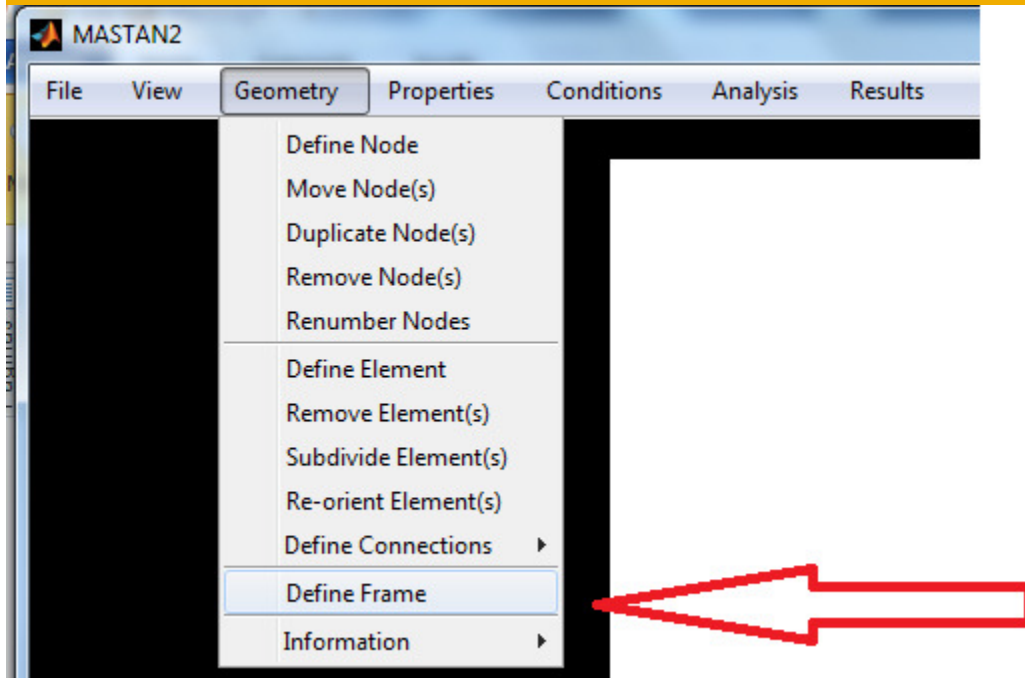 MASTAN2
File View Geometry Properties Conditions Analysis Results
Define Node
Move Node(s)
Duplicate Node(s)
Remove Node(s)
Renumber Nodes
Define Element
Remove Element(s)
Subdivide Element(s)
Re-orient Element(s)
Define Connections
Define Frame
Information